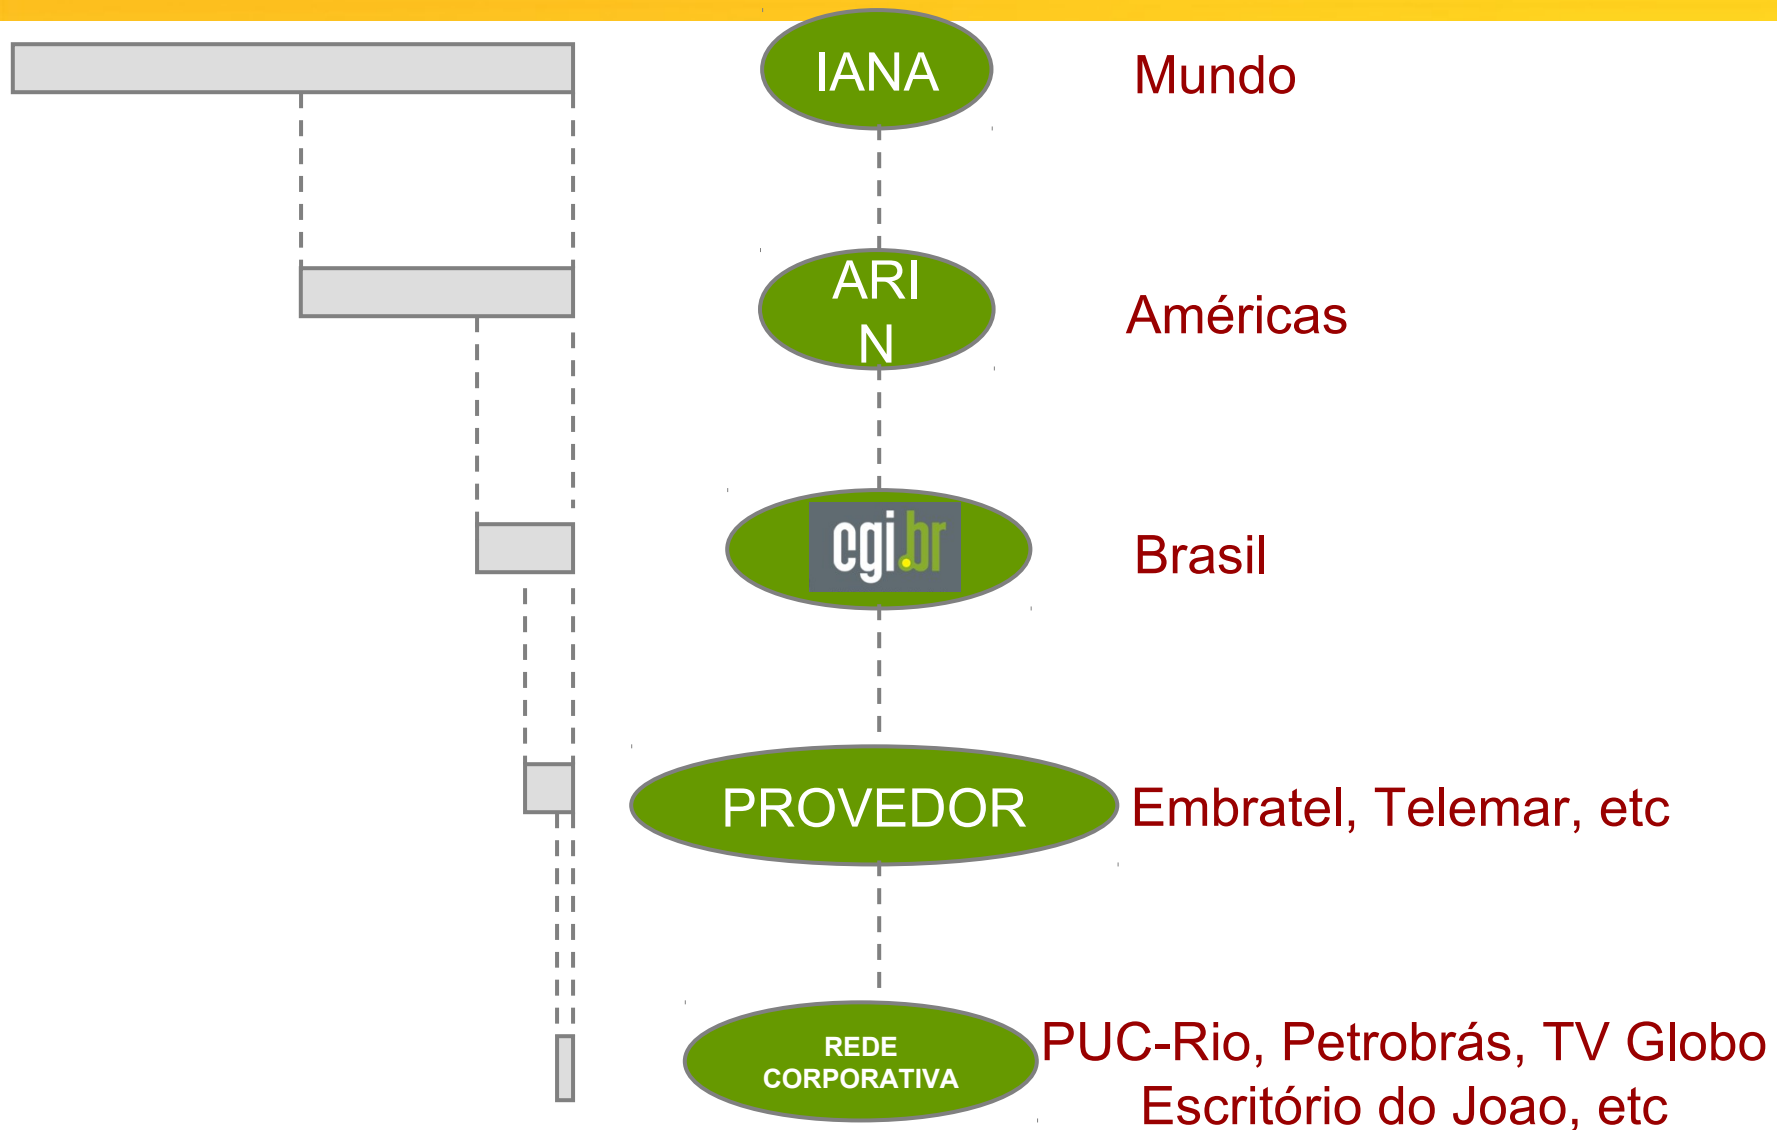 IANA
Mundo
ARI
N
Américas
cgi.br
Brasil
PROVEDOR
Embratel, Telemar, etc
REDE
CORPORATIVA
PUC-Rio, Petrobrás, TV Globo
Escritório do Joao, etc